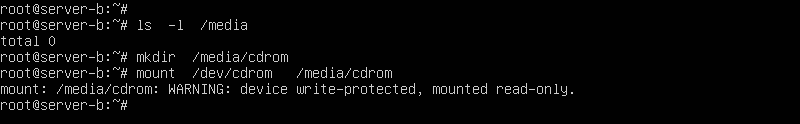 root@server-b:~#
root@server-b:~# ls  -l  /media
total 0
root@server-b:~# mkdir  /media/cdrom
root@server-b:~# mount  /dev/cdrom   /media/cdrom
mount: /media/cdrom: WARNING: device write-protected, mounted read-only.
root@server-b:~#